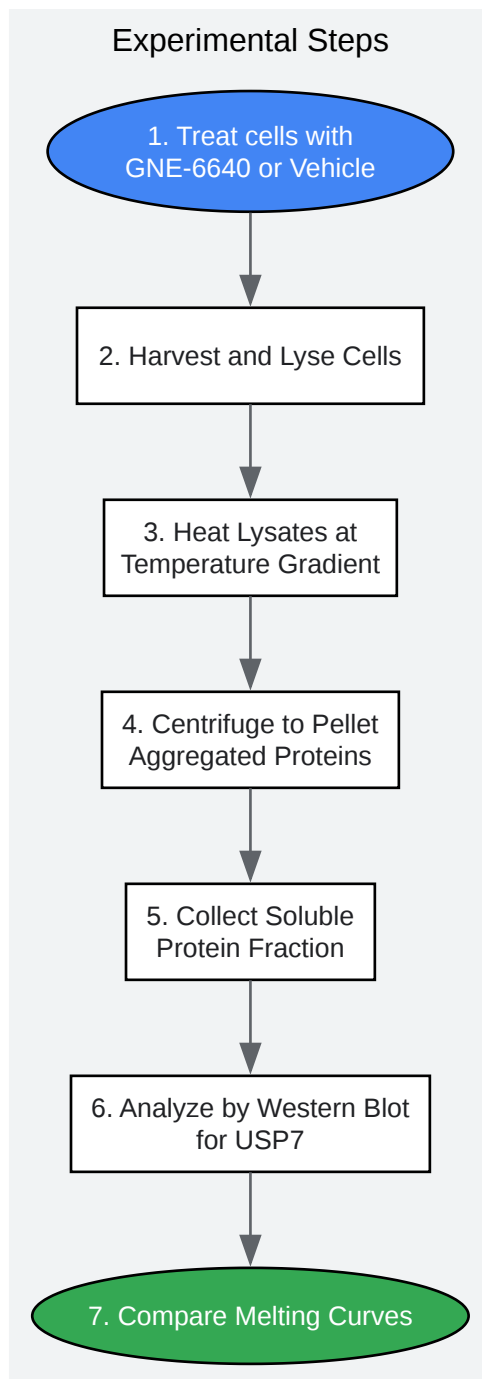 Experimental Steps
1. Treat cells with
GNE-6640 or Vehicle
2. Harvest and Lyse Cells
3. Heat Lysates at
Temperature Gradient
4. Centrifuge to Pellet
Aggregated Proteins
5. Collect Soluble
Protein Fraction
6. Analyze by Western Blot
for USP7
7. Compare Melting Curves